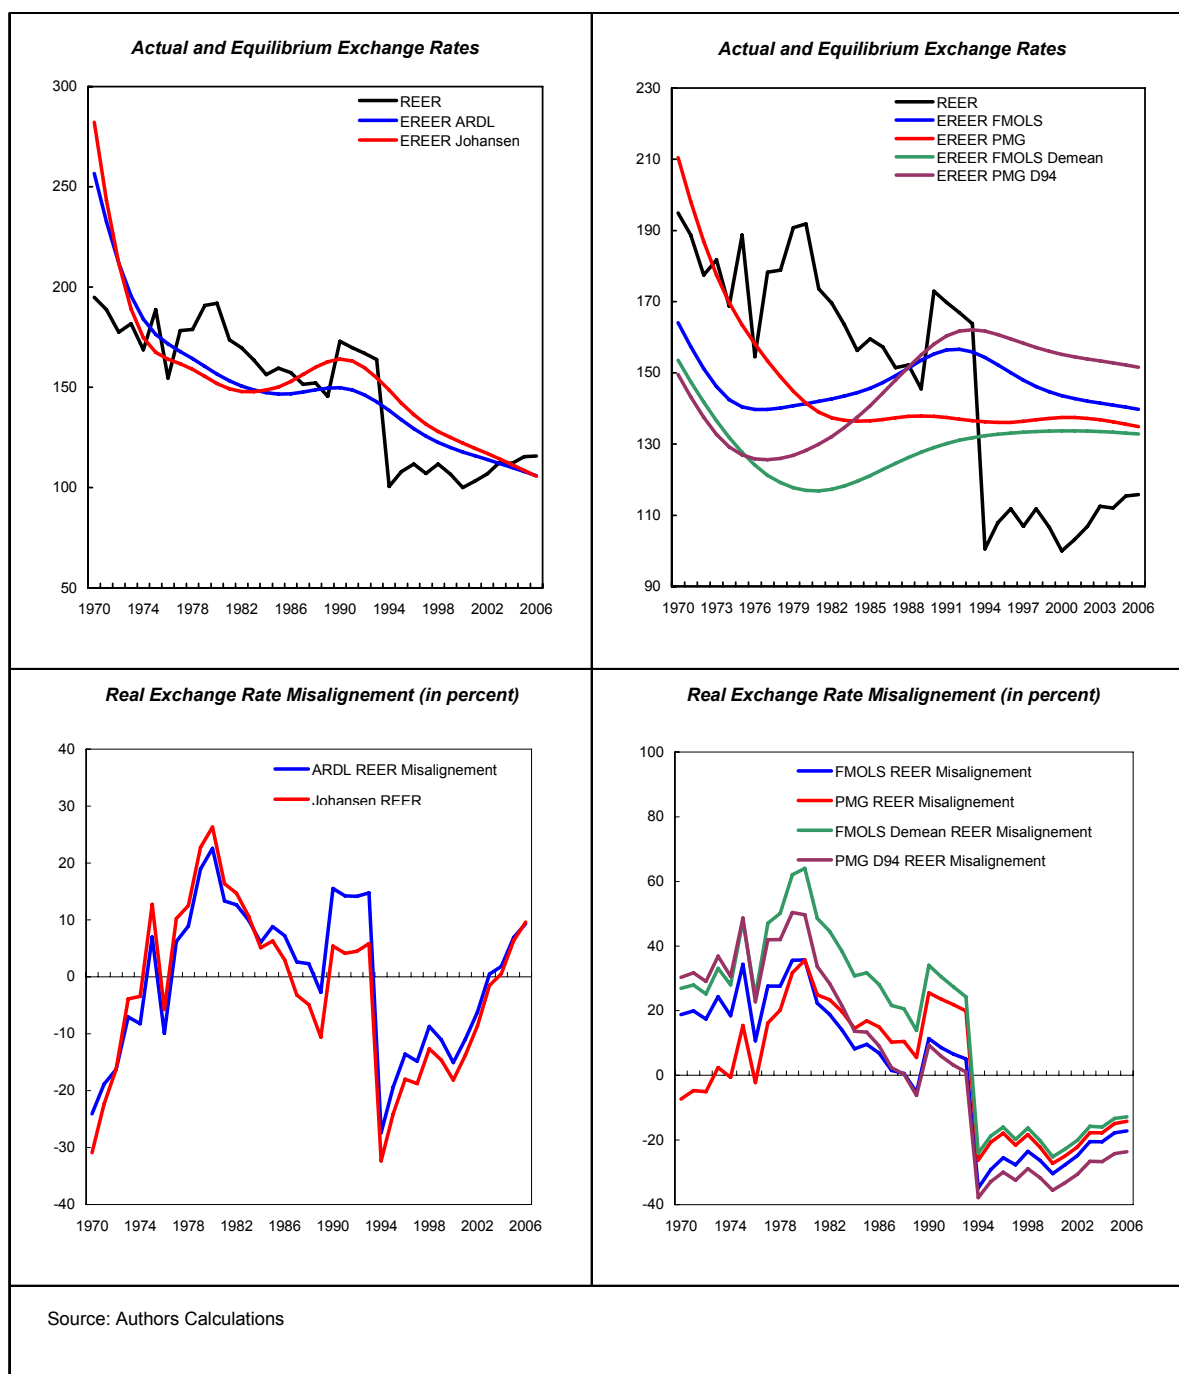 Actual and Equilibrium Exchange Rates
300
250
200
150
100
50
REER
EREER ARDL
EREER Johansen
1970 1974 1978 1982 1986 1990 1994 1998 2002 2006
Actual and Equilibrium Exchange Rates
230
210
190
170
150
130
110
90
REER
EREER FMOLS
EREER PMG
EREER FMOLS Demean
EREER PMG D94
1970 1973 1976 1979 1982 1985 1988 1991 1994 1997 2000 2003 2006
Real Exchange Rate Misalignement (in percent)
40
30
20
10
0
-10
-20
-30
-40
ARDL REER Misalignement
Johansen REER
1970 1974 1978 1982 1986 1990 1994 1998 2002 2006
Real Exchange Rate Misalignement (in percent)
100
80
60
40
20
0
-20
-40
FMOLS REER Misalignement
PMG REER Misalignement
FMOLS Demean REER Misalignement
PMG D94 REER Misalignement
1970 1974 1978 1982 1986 1990 1994 1998 2002 2006
Source: Authors Calculations